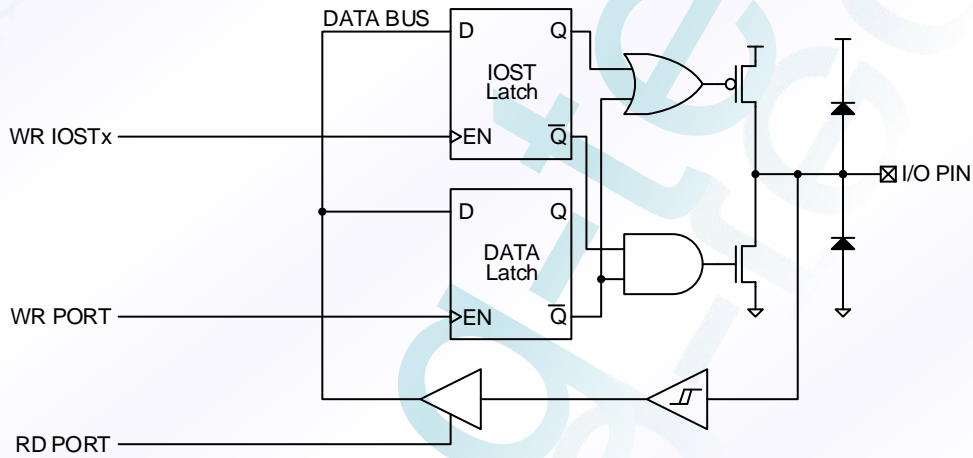 DATA BUS
D
Q
IOST
Latch
WR IOSTx
EN
Q
I/O PIN
D
Q
DATA
Latch
WR PORT
EN
Q
RD PORT